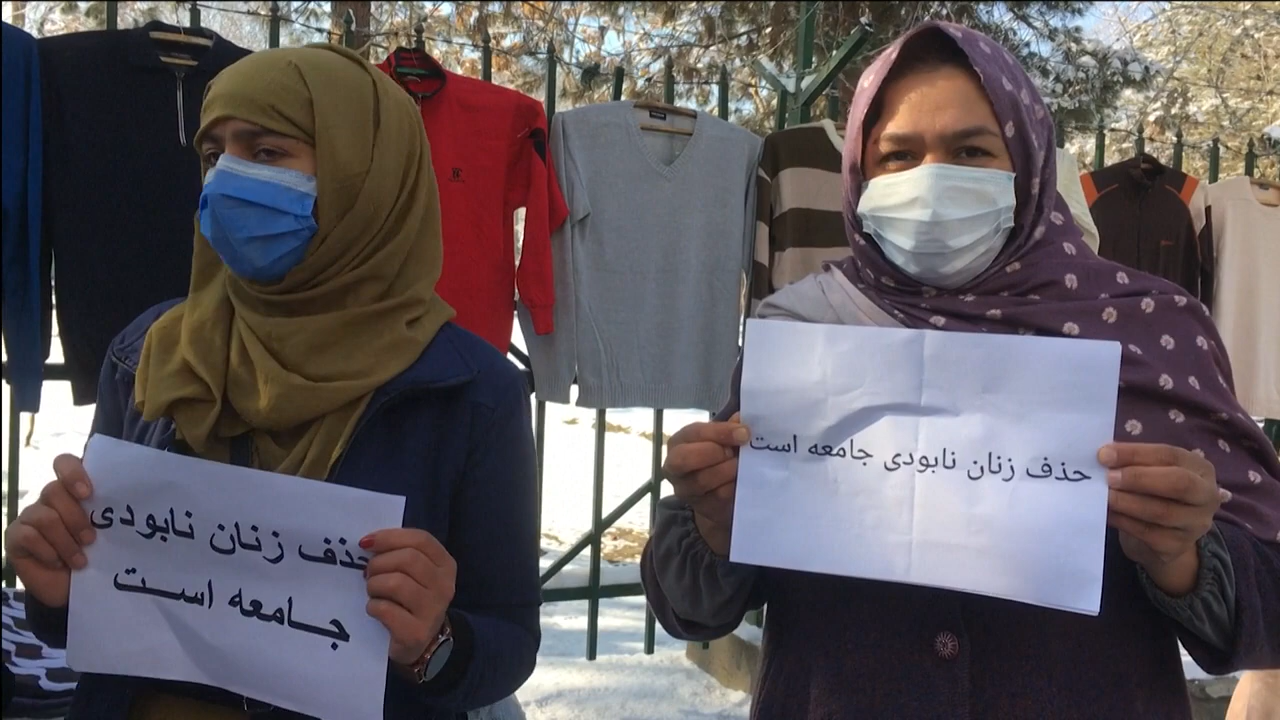 حذف زنان نابودی
جامعه است
حذف زنان نابودی جامعه است